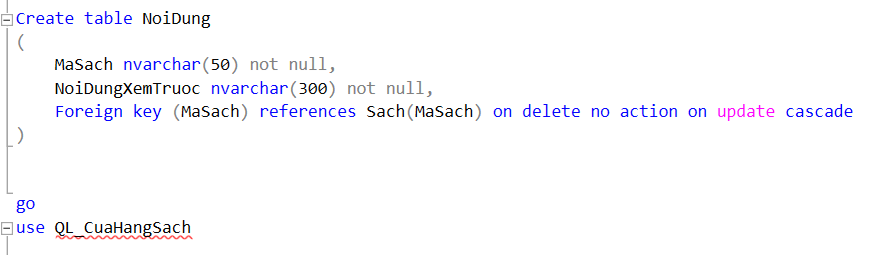 Create table NoiDung
(
MaSach nvarchar(50) not null,
NoiDungXemTruoc nvarchar(300) not null,
Foreign key (MaSach) references Sach(MaSach) on delete no action on update cascade
)
go
use QL_CuaHangSach